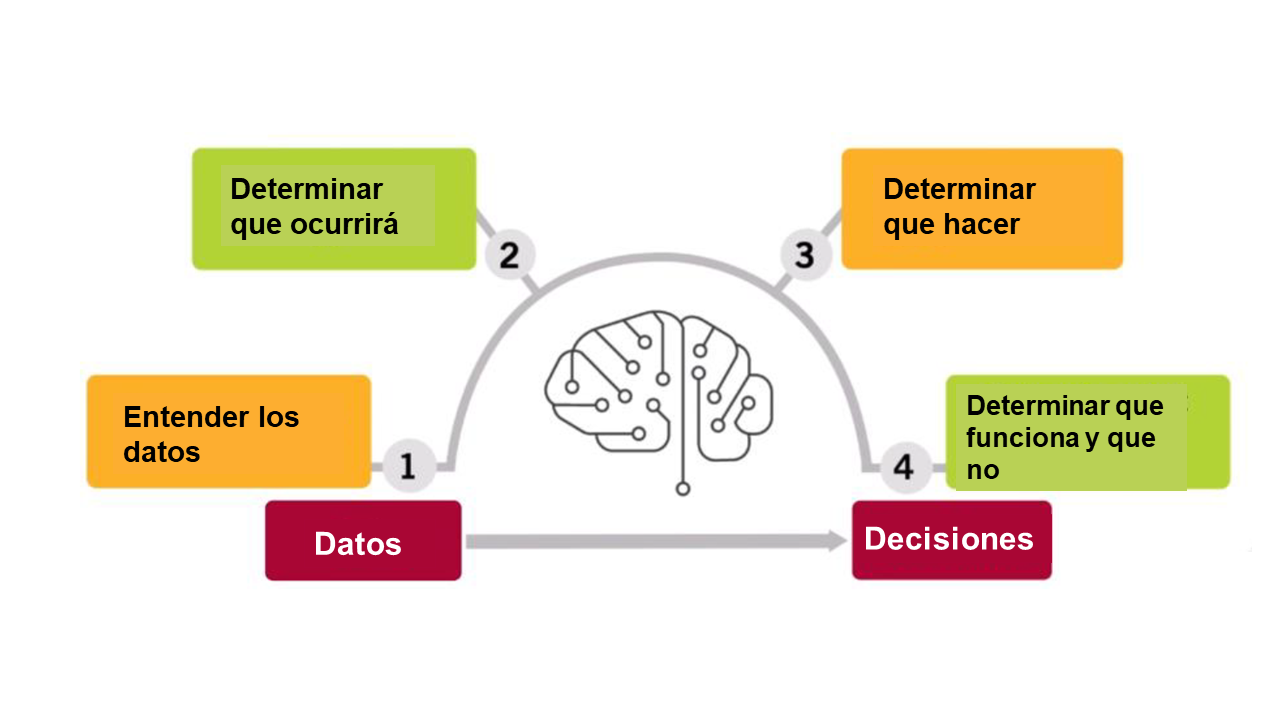 Determinar
que ocurrirá
2
3
Determinar
que hacer
Entender los
datos
1
4
Determinar que
funciona y que
no
Datos
Decisiones